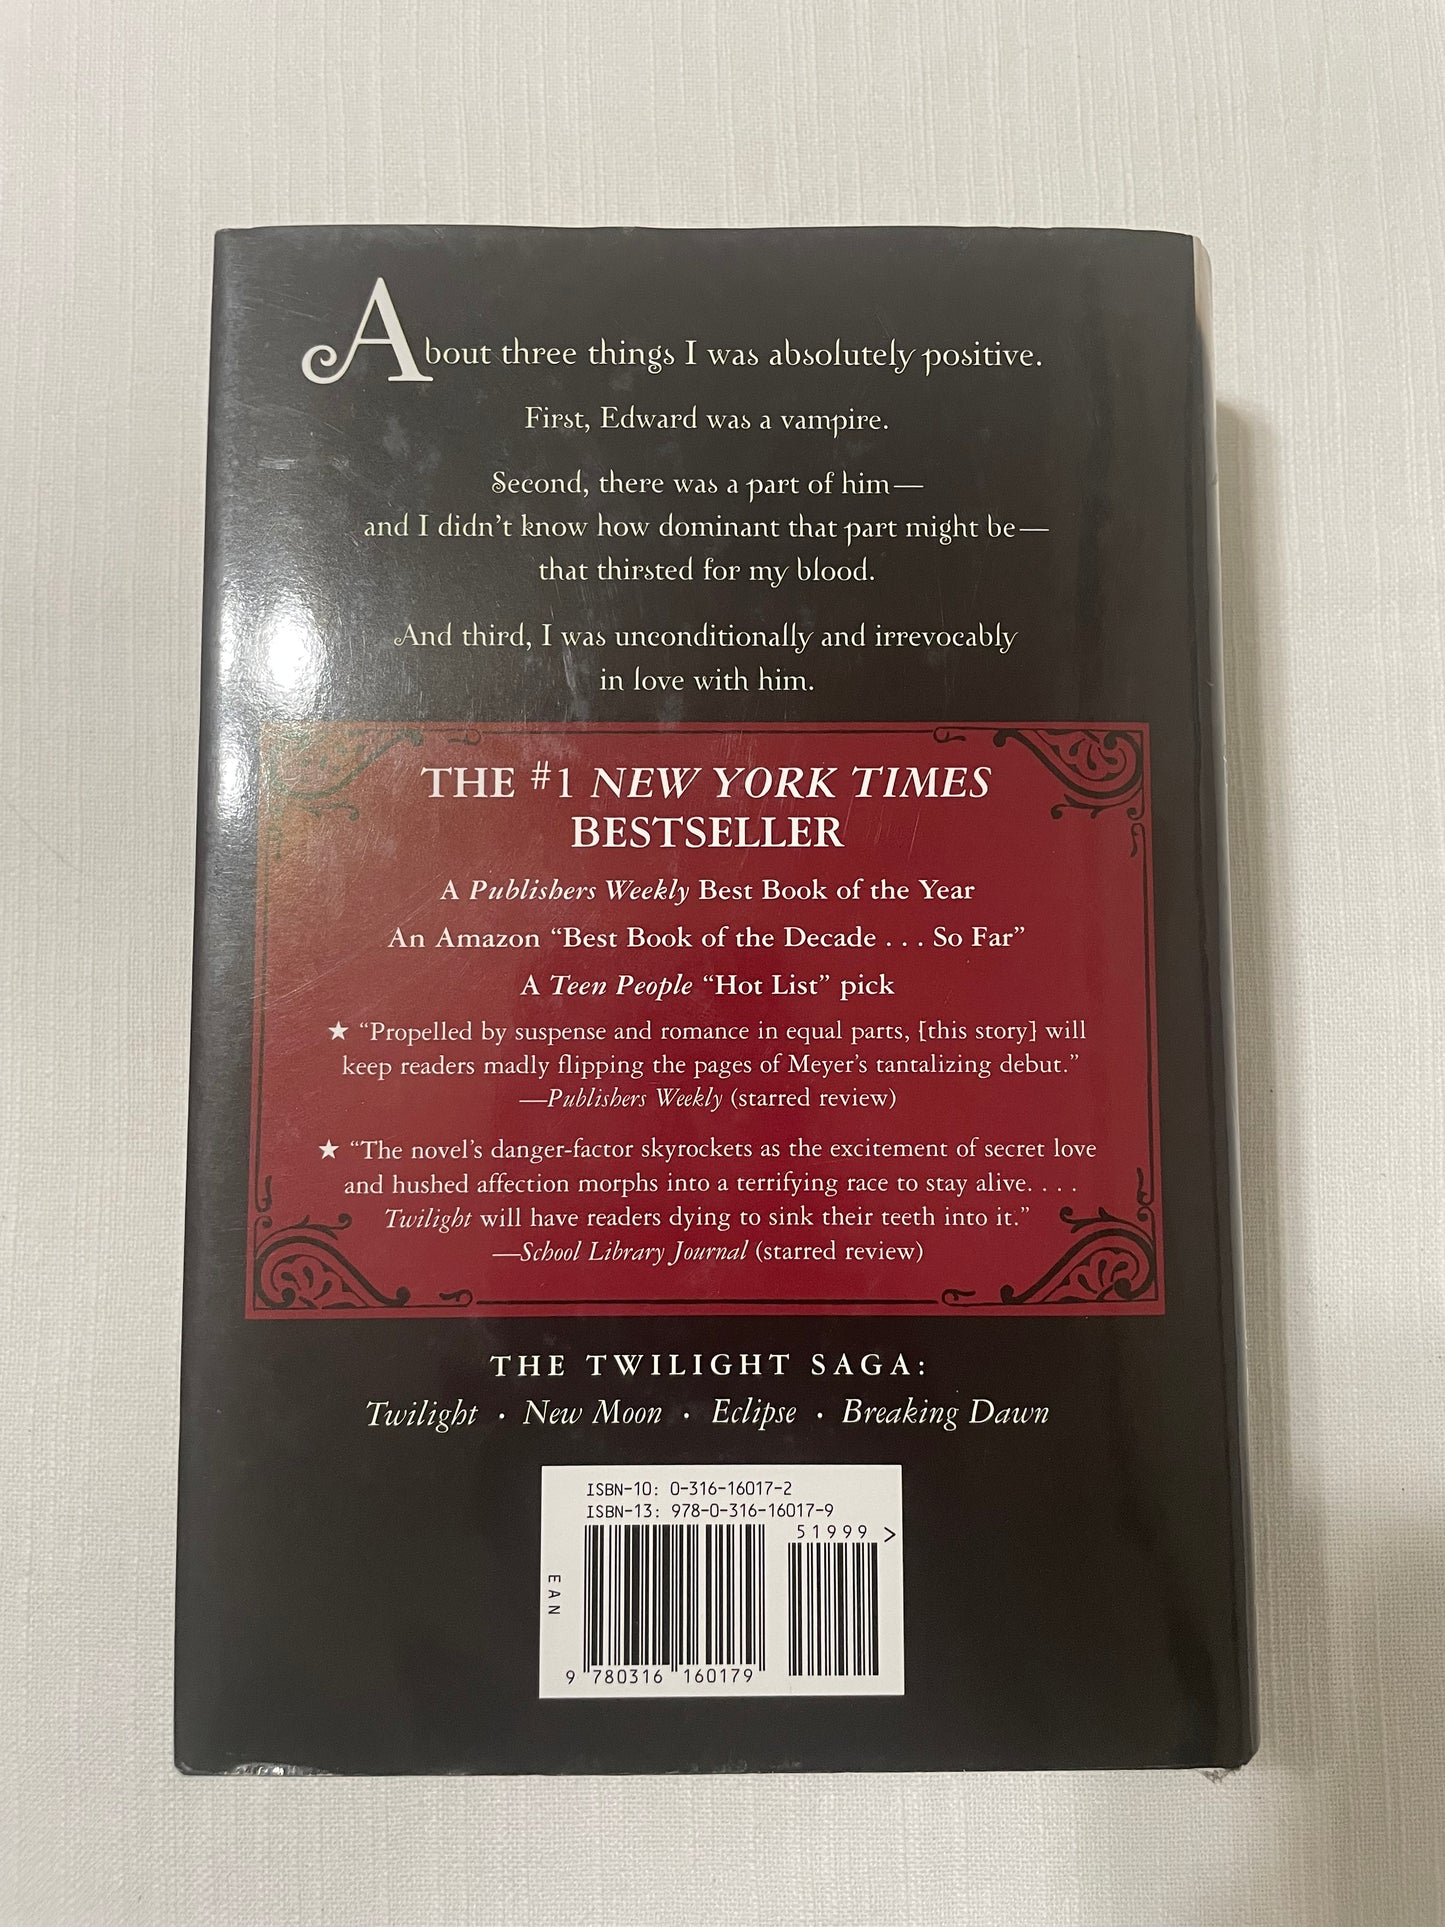 About three things I was absolutely positive.
First, Edward was a vampire.
Second, there was a part of him—
and I didn't know how dominant that part might be—
that thirsted for my blood.
And third, I was unconditionally and irrevocably
in love with him.
THE #1 NEW YORK TIMES
BESTSELLER
A Publishers Weekly Best Book of the Year
An Amazon “Best Book of the Decade . . . So Far”
A Teen People “Hot List” pick
★ “Propelled by suspense and romance in equal parts, [this story] will
keep readers madly flipping the pages of Meyer’s tantalizing debut.”
—Publishers Weekly (starred review)
★ “The novel’s danger-factor skyrockets as the excitement of secret love
and hushed affection morphs into a terrifying race to stay alive. . . .
Twilight will have readers dying to sink their teeth into it.”
—School Library Journal (starred review)
THE TWILIGHT SAGA:
Twilight • New Moon • Eclipse • Breaking Dawn
ISBN-10: 0-316-16017-2
ISBN-13: 978-0-316-16017-9
51999>
EAN
9 780316 160179